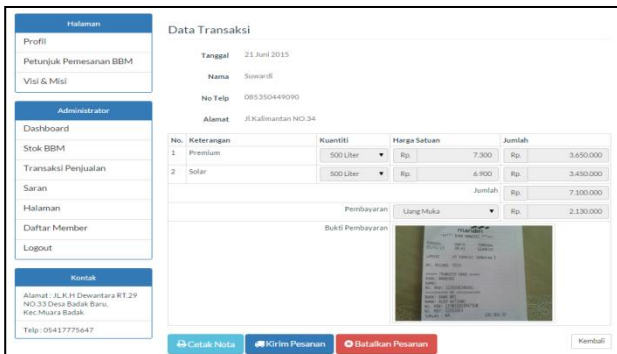 Halaman
Profil
Petunjuk Pemesanan BBM
Visi & Misi
Administrator
Dashboard
Stok BBM
Transaksi Penjualan
Saran
Halaman
Daftar Member
Logout
Kontak
Alamat : JL.K.H Dewantara RT.29
NO.33 Desa Badak Baru,
Kec.Muara Badak
Telp : 05417775647
Data Transaksi
Tanggal 21 Juni 2015
Nama Suwardi
No Telp 085350449090
Alamat Jl.Kalimantan NO.34
No. Keterangan Kuantiti Harga Satuan Jumlah
1 Premium 500 Liter Rp. 7.300 Rp. 3.650.000
2 Solar 500 Liter Rp. 6.900 Rp. 3.450.000
Jumlah Rp. 7.100.000
Pembayaran Uang Muka Rp. 2.130.000
Bukti Pembayaran
mandiri
Cetak Nota Kirim Pesanan Batalkan Pesanan Kembali